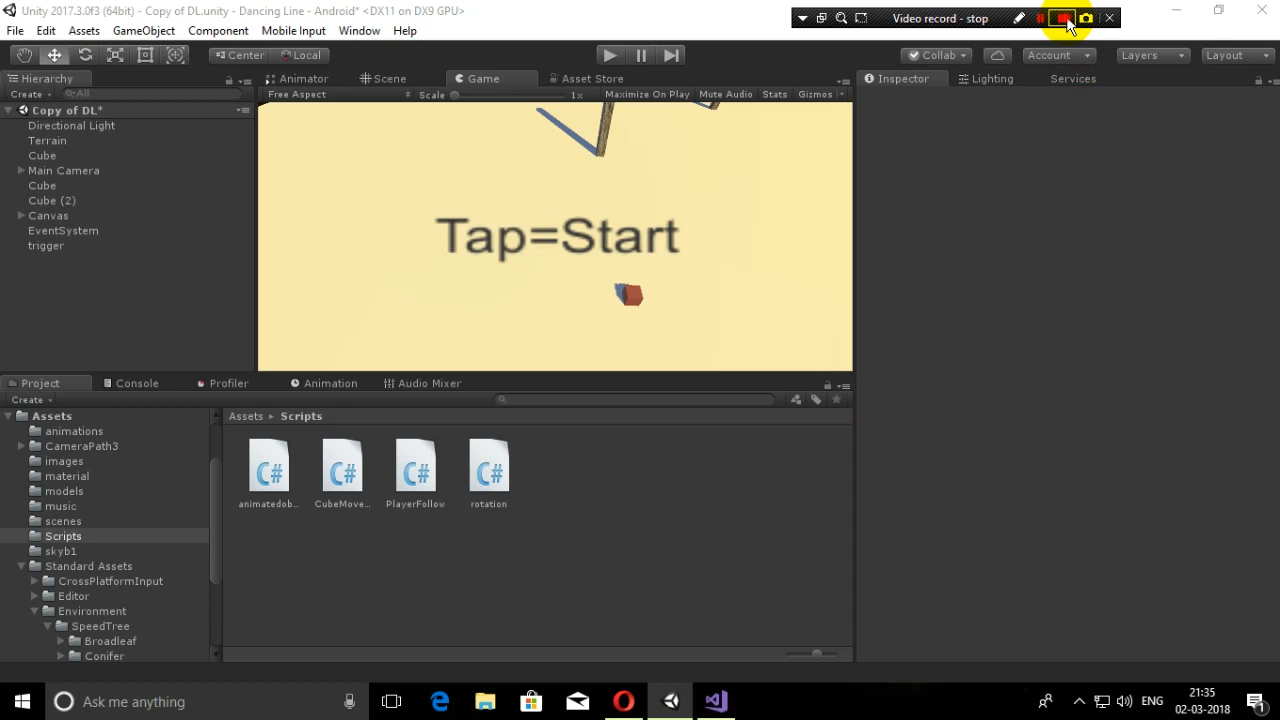 Unity 2017.3.0f3 (64bit) - Copy of DL.unity - Dancing Line - Android* <DX11 on DX9 GPU>
Video record - stop
File Edit Assets GameObject Component Mobile Input Window Help
Center Local Collab Account Layers Layout
Hierarchy Animator Scene Game Asset Store Inspector Lighting Services
Create All Free Aspect Scale 1x Maximize On Play Mute Audio Stats Gizmos
Copy of DL*
Directional Light
Terrain
Cube
Main Camera
Cube
Cube (2)
Canvas
EventSystem
trigger
Tap=Start
Project Console Profiler Animation Audio Mixer
Create
Assets Assets ▸ Scripts
animations
CameraPath3
images
material
models
music
scenes
Scripts
skyb1
Standard Assets
CrossPlatformInput
Editor
Environment
SpeedTree
Broadleaf
Conifer
C# C# C# C#
animatedob... CubeMove... PlayerFollow rotation
Ask me anything ENG 21:35
02-03-2018 1